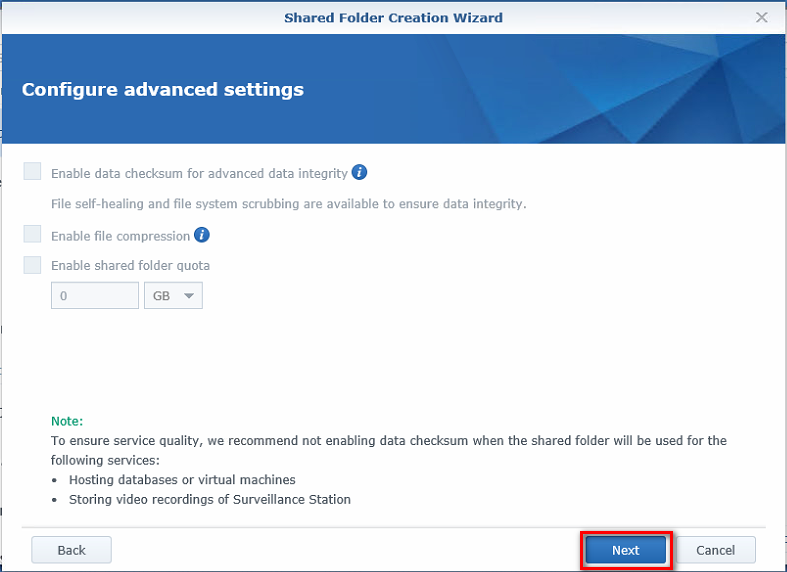 Shared Folder Creation Wizard
Configure advanced settings
Enable data checksum for advanced data integrity i
File self-healing and file system scrubbing are available to ensure data integrity.
Enable file compression i
Enable shared folder quota
0 GB
Note:
To ensure service quality, we recommend not enabling data checksum when the shared folder will be used for the
following services:
• Hosting databases or virtual machines
• Storing video recordings of Surveillance Station
Back Next Cancel